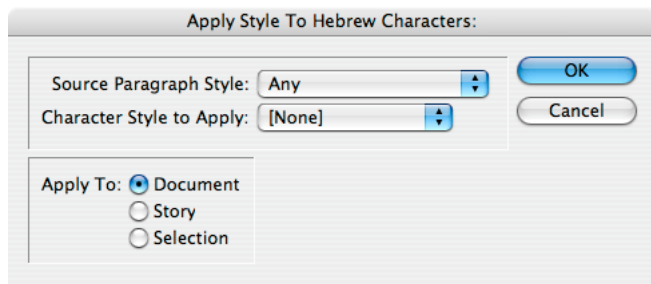 Apply Style To Hebrew Characters:
Source Paragraph Style: Any
OK
Character Style to Apply: [None]
Cancel
Apply To: Document
Story
Selection